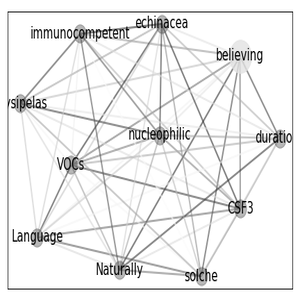 echinacea
immunocompetent
believing
ysipelas
nucleophilic
duratio
VOCs
CSF3
Language
Naturally
solche